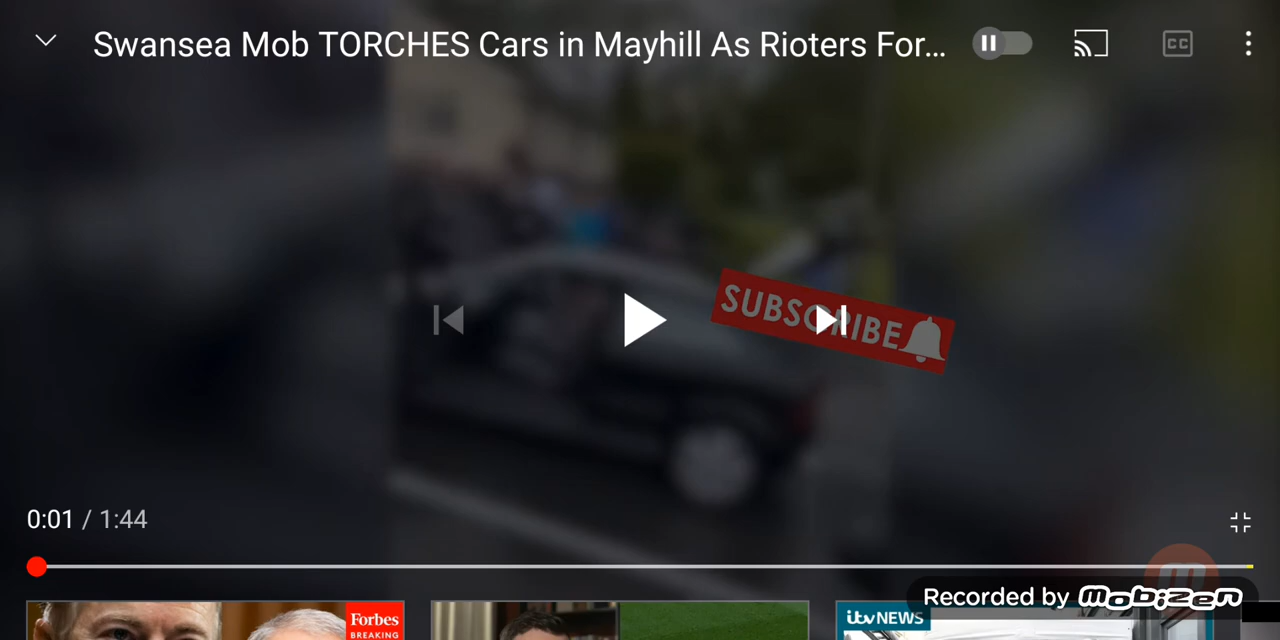 Swansea Mob TORCHES Cars in Mayhill As Rioters For...
CC
SUBSCRIBE
0:01 / 1:44
Recorded by mobizen
Forbes
BREAKING
itv NEWS